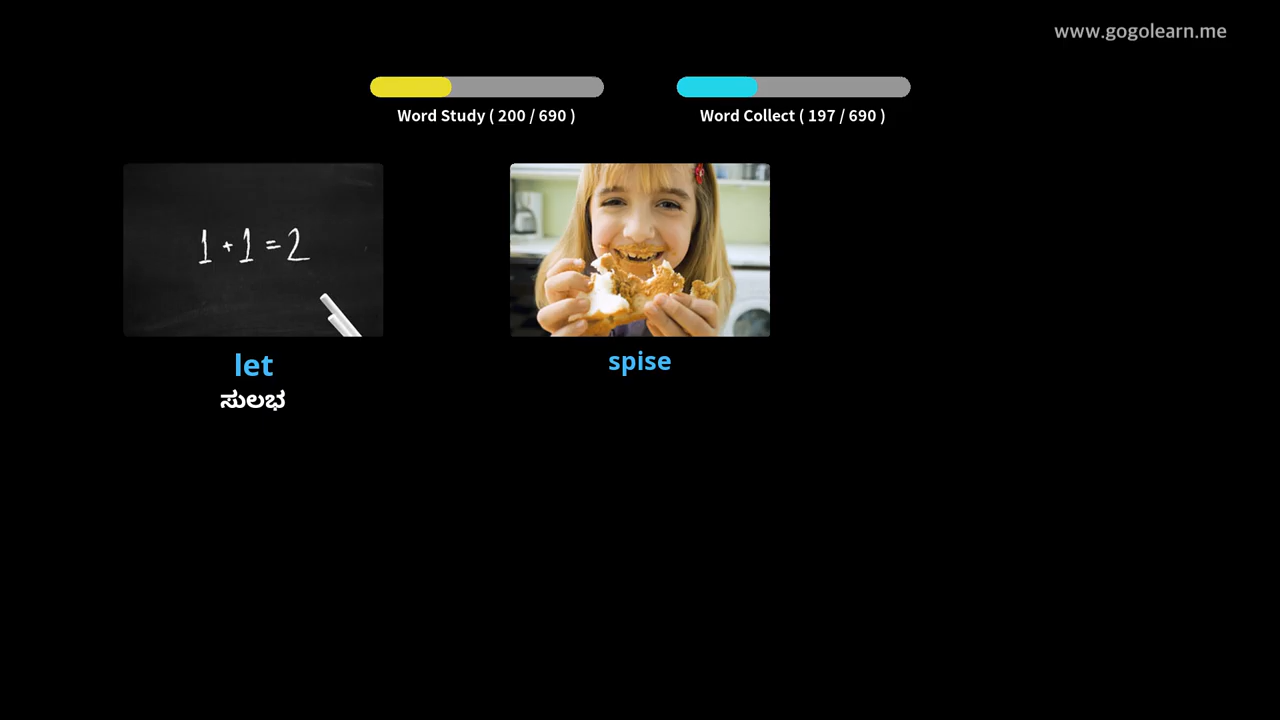 www.gogolearn.me
Word Study ( 200 / 690 )
Word Collect ( 197 / 690 )
1 + 1 = 2
let
ಸುಲಭ
spise